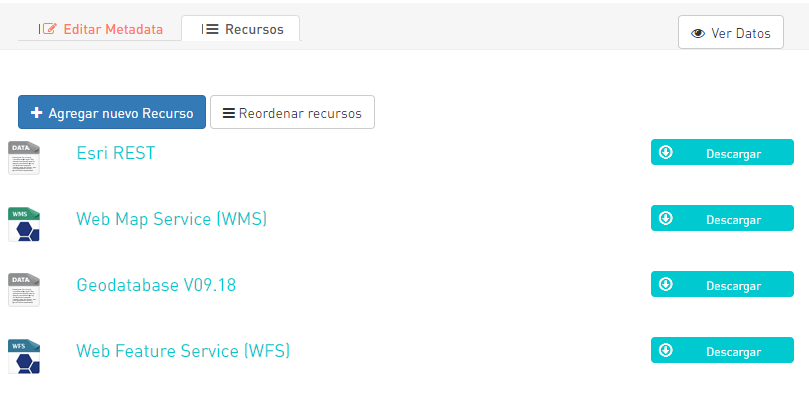 Editar Metadata
Recursos
Ver Datos
Agregar nuevo Recurso
Reordenar recursos
DATA
Esri REST
Descargar
WMS
Web Map Service (WMS)
Descargar
DATA
Geodatabase V09.18
Descargar
WFS
Web Feature Service (WFS)
Descargar